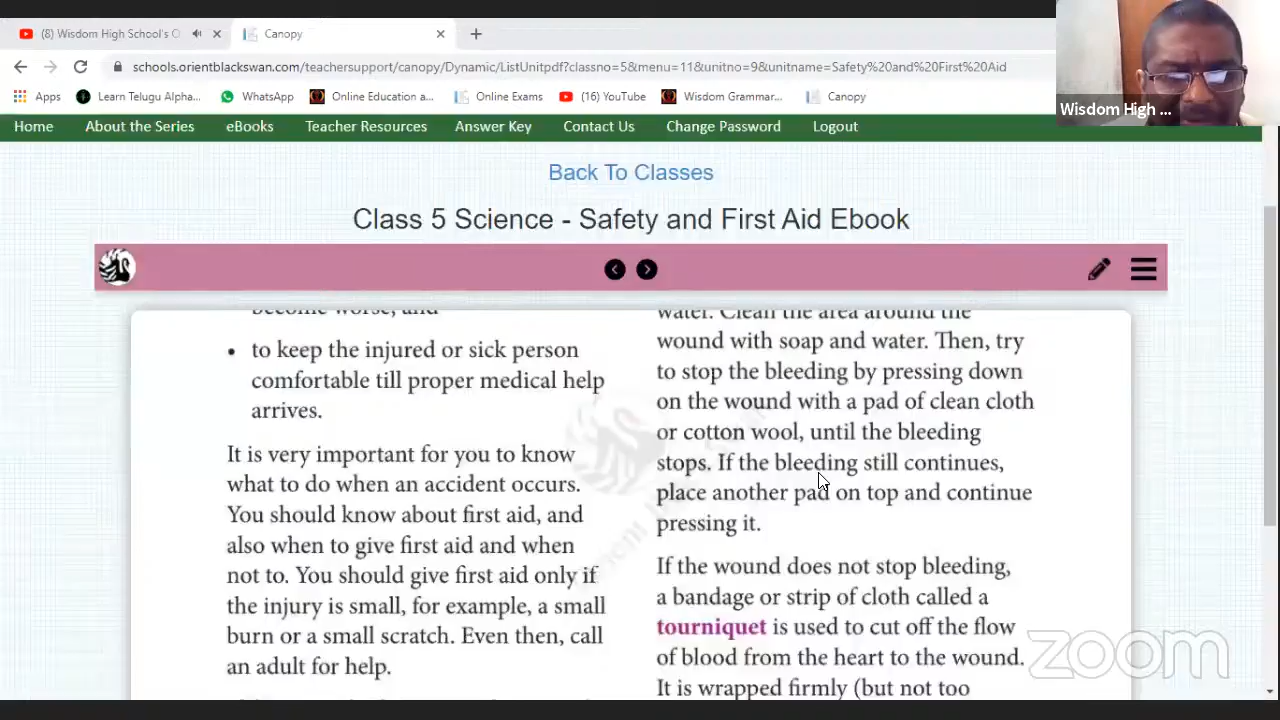 (8) Wisdom High School's O
Canopy
schools.orientblackswan.com/teachersupport/canopy/Dynamic/ListUnitpdf?classno=5&menu=11&unitno=9&unitname=Safety%20and%20First%20Aid
Apps
Learn Telugu Alpha...
WhatsApp
Online Education a...
Online Exams
(16) YouTube
Wisdom Grammar...
Canopy
Wisdom High ...
Home
About the Series
eBooks
Teacher Resources
Answer Key
Contact Us
Change Password
Logout
Back To Classes
Class 5 Science - Safety and First Aid Ebook
become worse, and
• to keep the injured or sick person
comfortable till proper medical help
arrives.
It is very important for you to know
what to do when an accident occurs.
You should know about first aid, and
also when to give first aid and when
not to. You should give first aid only if
the injury is small, for example, a small
burn or a small scratch. Even then, call
an adult for help.
water. Clean the area around the
wound with soap and water. Then, try
to stop the bleeding by pressing down
on the wound with a pad of clean cloth
or cotton wool, until the bleeding
stops. If the bleeding still continues,
place another pad on top and continue
pressing it.
If the wound does not stop bleeding,
a bandage or strip of cloth called a
tourniquet is used to cut off the flow
of blood from the heart to the wound.
It is wrapped firmly (but not too
zoom